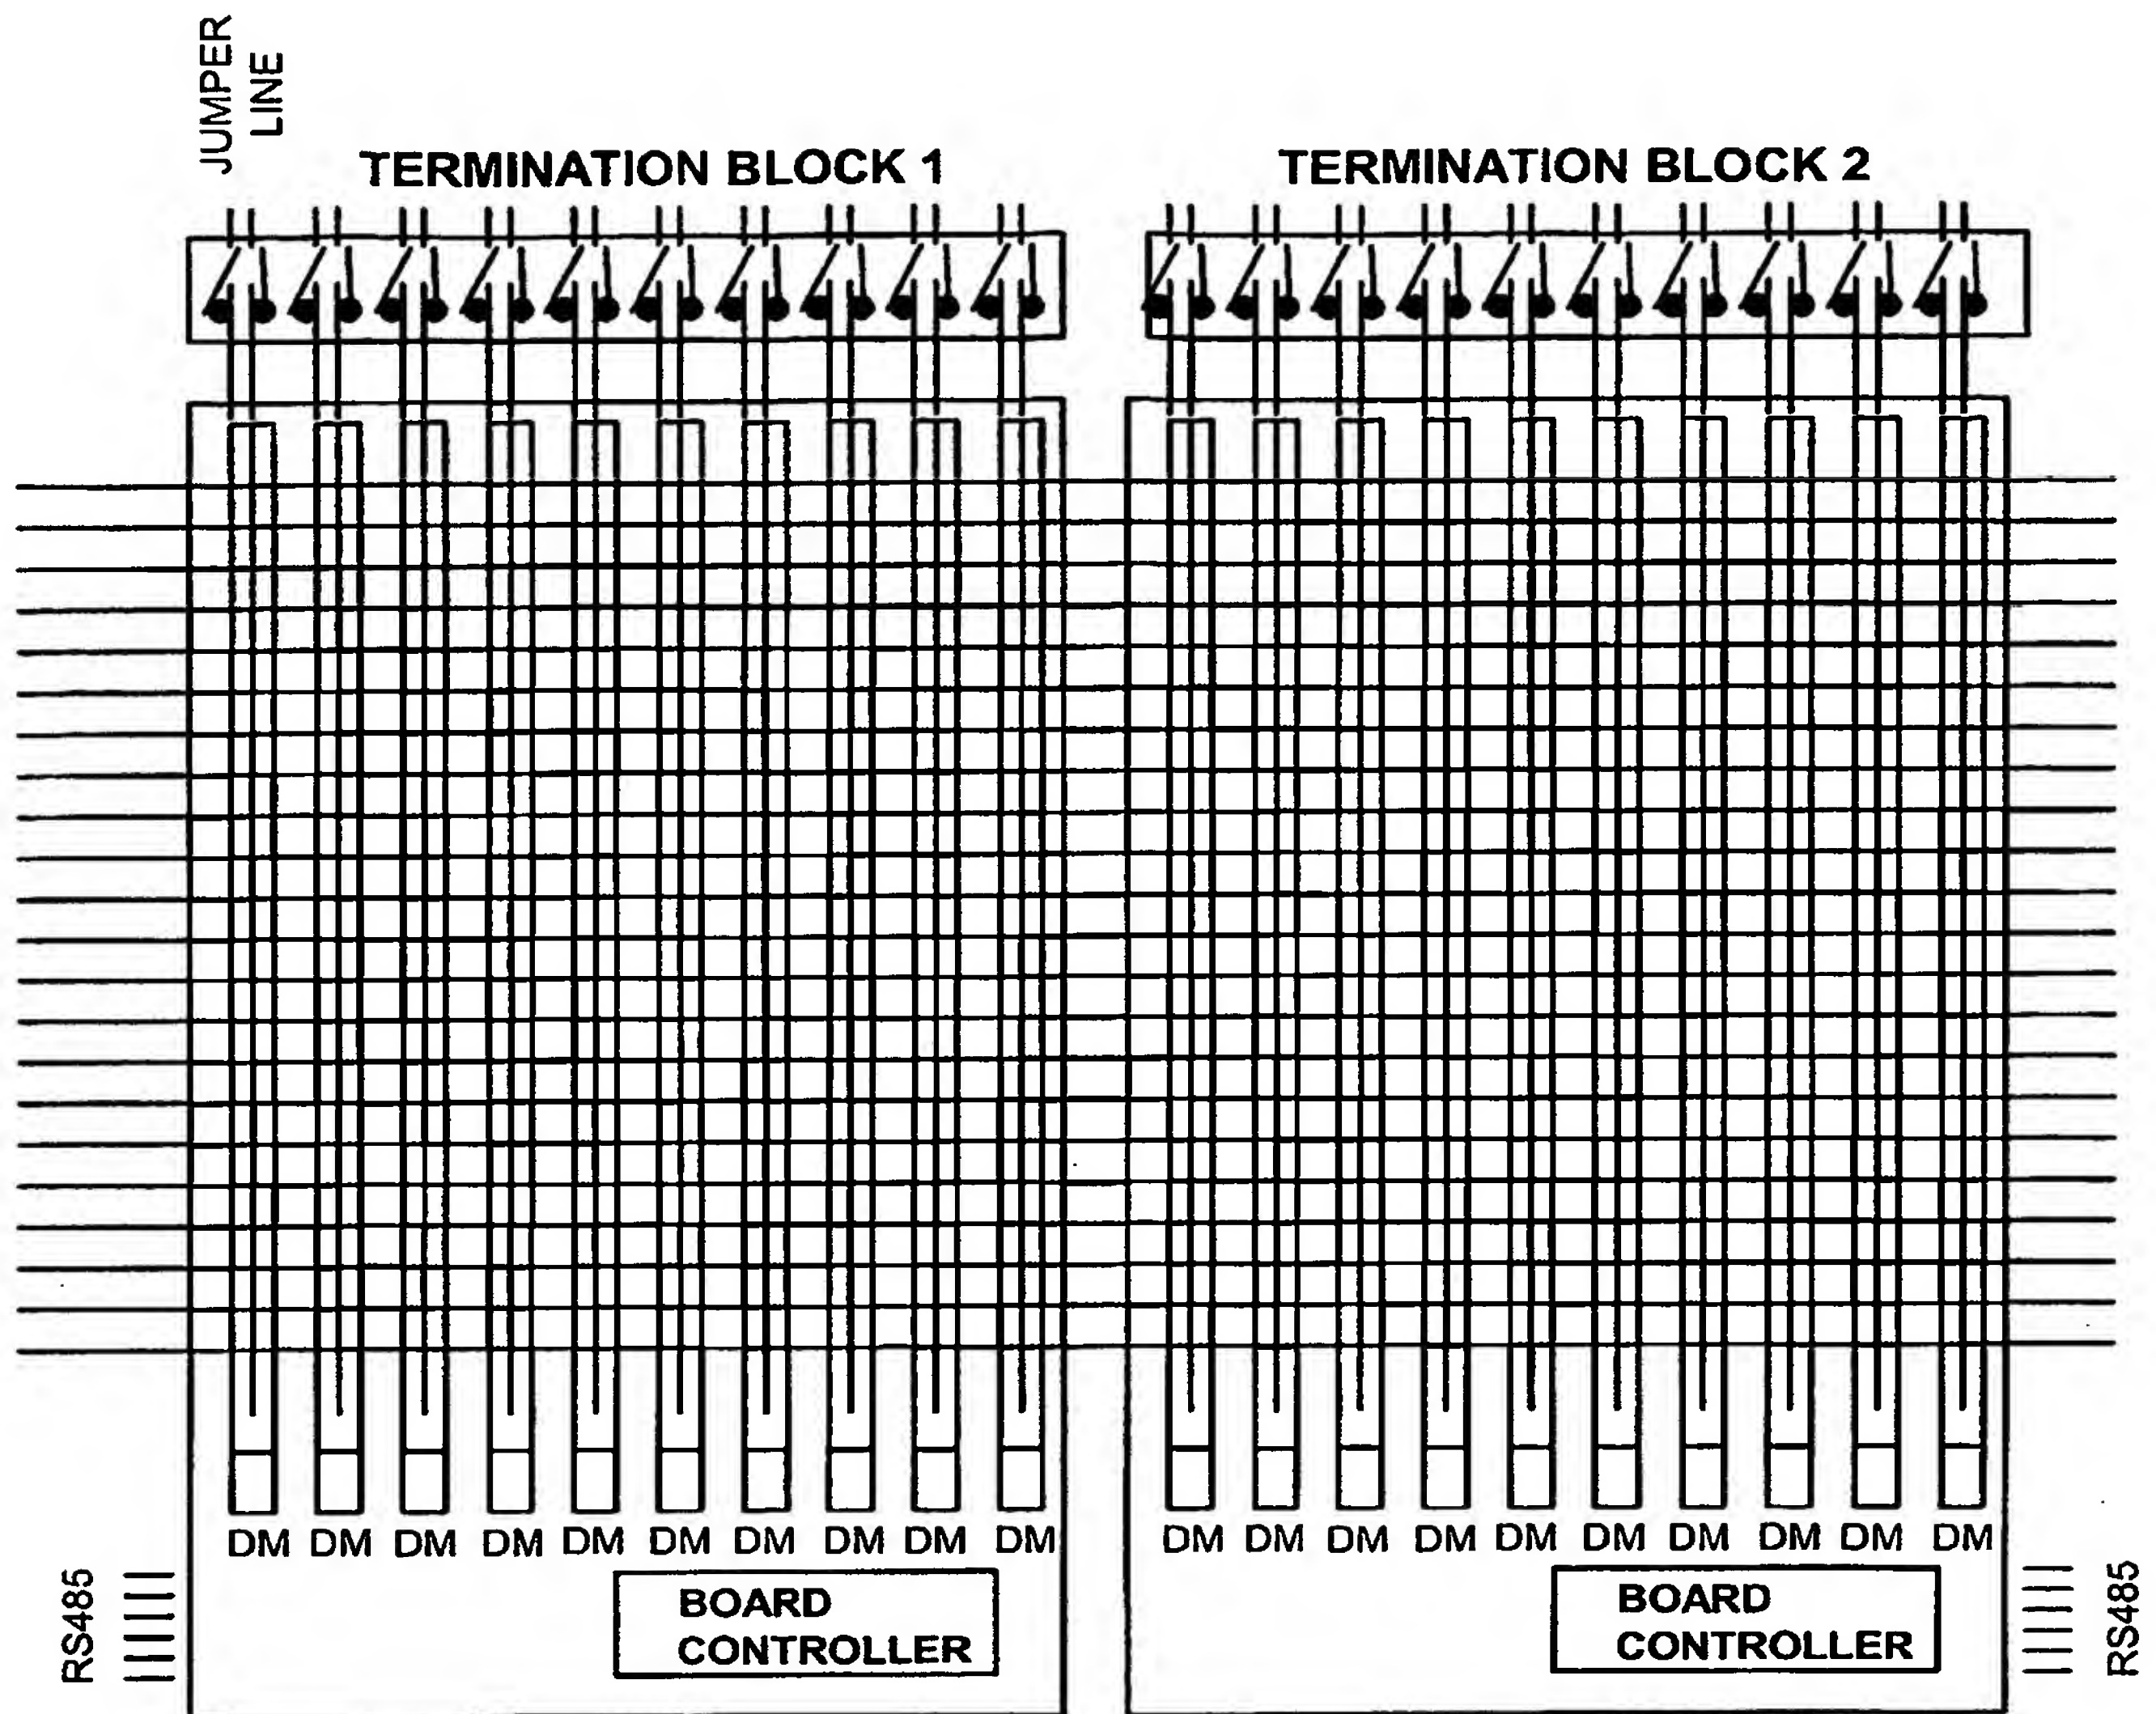 JUMPER
LINE
TERMINATION BLOCK 1
TERMINATION BLOCK 2
DM DM DM DM DM DM DM DM DM DM
DM DM DM DM DM DM DM DM DM DM
RS485
BOARD
CONTROLLER
BOARD
CONTROLLER
RS485